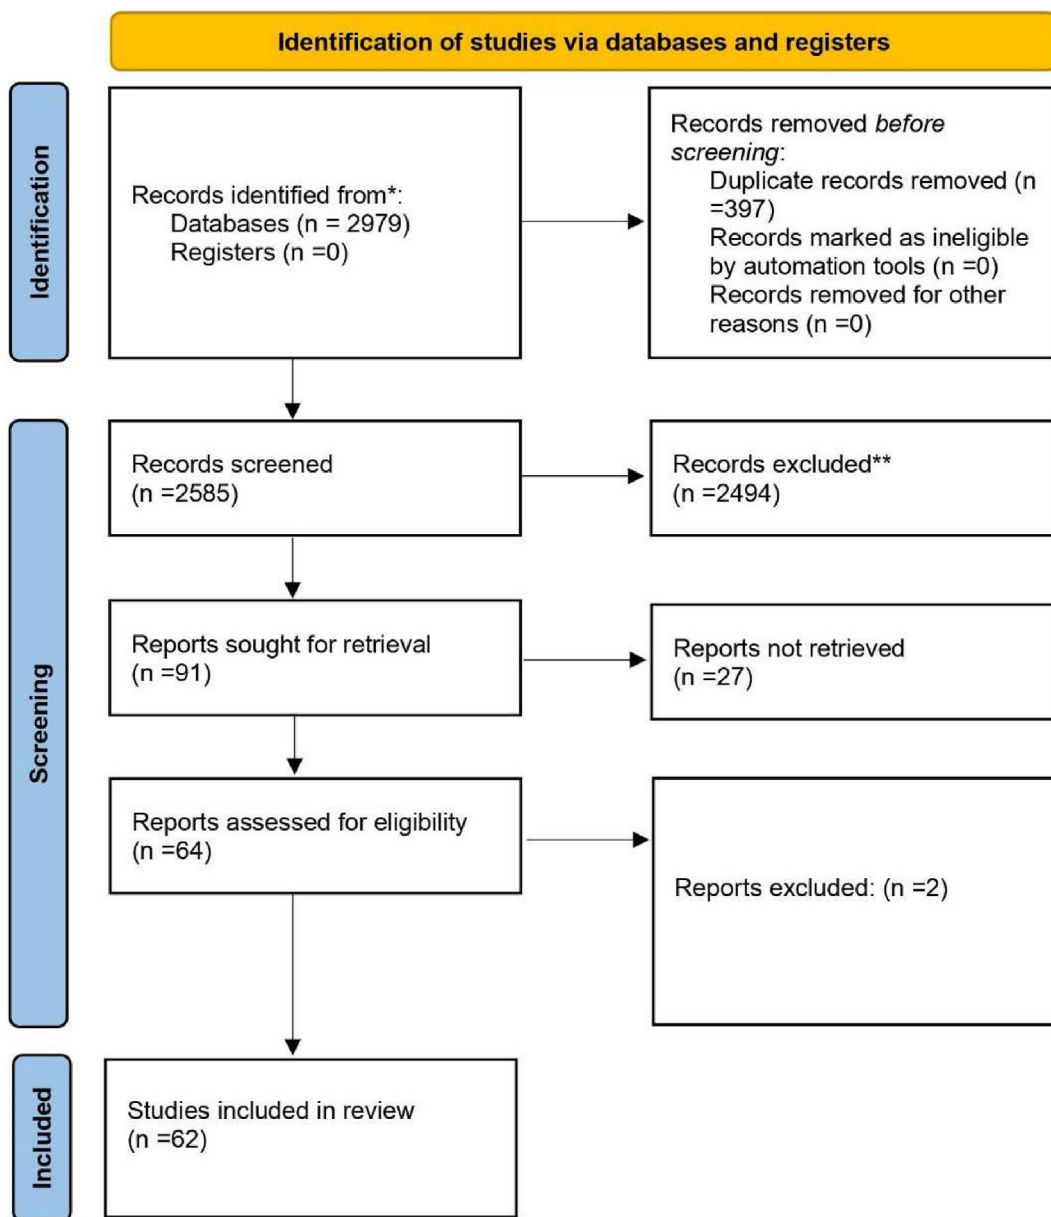 Identification of studies via databases and registers
Identification
Records identified from*:
Databases (n = 2979)
Registers (n =0)
Records removed before
screening:
Duplicate records removed (n
=397)
Records marked as ineligible
by automation tools (n =0)
Records removed for other
reasons (n =0)
Screening
Records screened
(n =2585)
Records excluded**
(n =2494)
Reports sought for retrieval
(n =91)
Reports not retrieved
(n =27)
Reports assessed for eligibility
(n =64)
Reports excluded: (n =2)
Included
Studies included in review
(n =62)